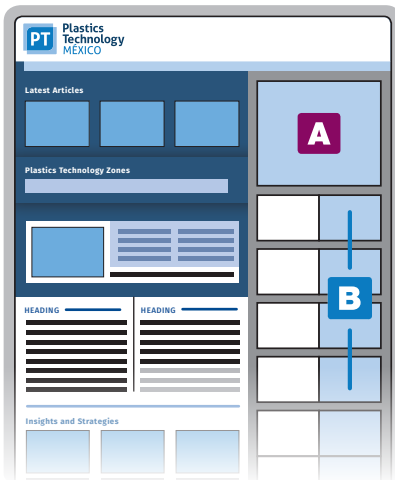 PT
Plastics
Technology
MÉXICO
Latest Articles
A
Plastics Technology Zones
B
HEADING
HEADING
Insights and Strategies